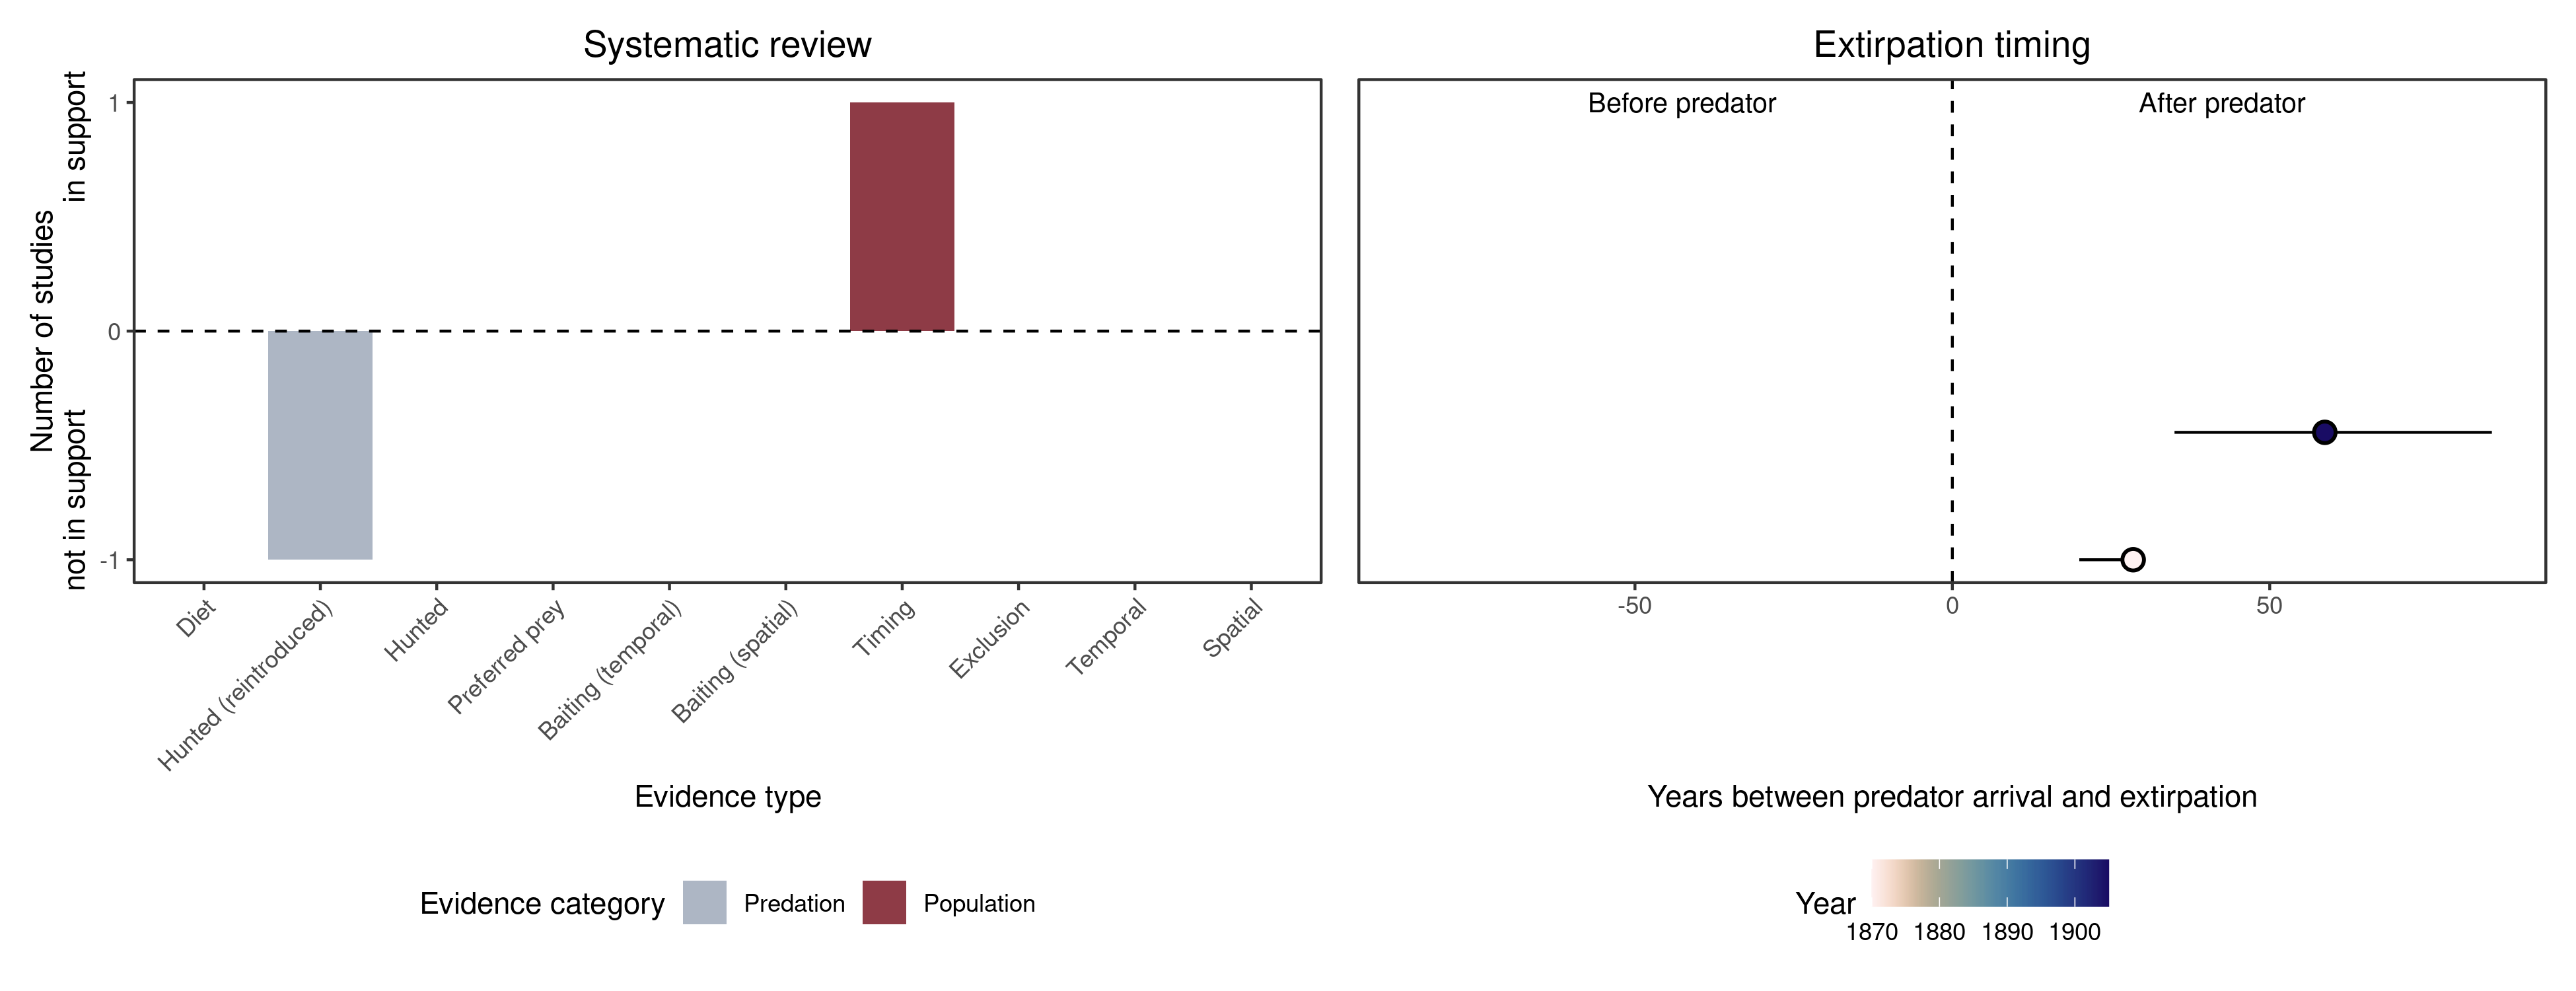 Systematic review
Number of studies
not in support
in support
1
0
-1
Diet
Hunted (reintroduced)
Hunted
Preferred prey
Baiting (temporal)
Baiting (spatial)
Timing
Exclusion
Temporal
Spatial
Evidence type
Evidence category
Predation
Population
Extirpation timing
Before predator
After predator
-50
0
50
Years between predator arrival and extirpation
Year
1870 1880 1890 1900